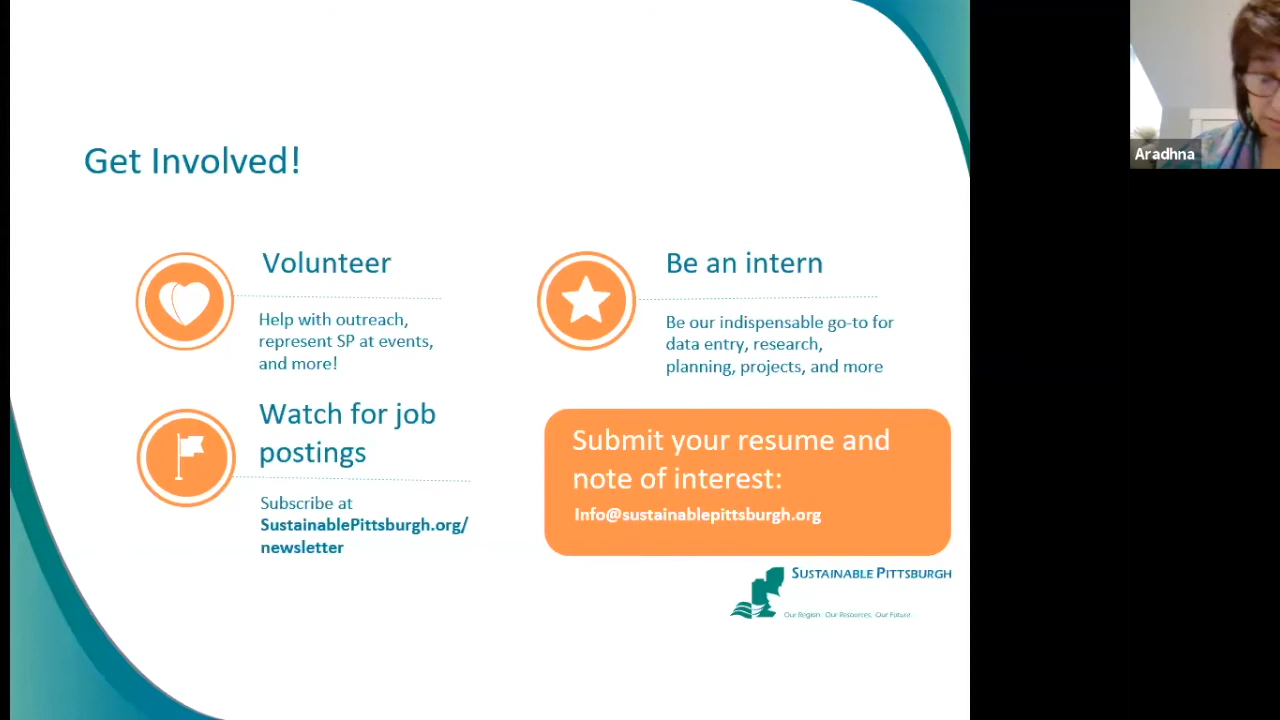 Get Involved!
Volunteer
Help with outreach,
represent SP at events,
and more!
Be an intern
Be our indispensable go-to for
data entry, research,
planning, projects, and more
Watch for job
postings
Subscribe at
SustainablePittsburgh.org/
newsletter
Submit your resume and
note of interest:
Info@sustainablepittsburgh.org
SUSTAINABLE PITTSBURGH
Our Region. Our Resources. Our Future.
Aradhna